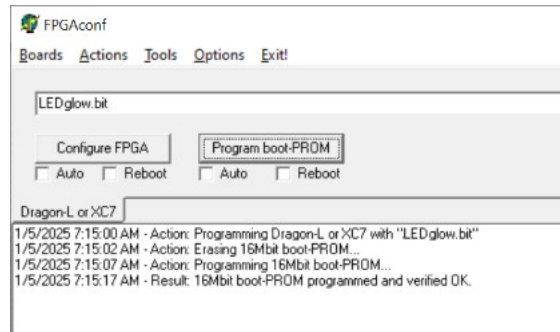 FPGAconf
Boards Actions Tools Options Exit!
LEDglow.bit
Configure FPGA Program boot-PROM
Auto Reboot Auto Reboot
Dragon-L or XC7
1/5/2025 7:15:00 AM - Action: Programming Dragon-L or XC7 with "LEDglow.bit"
1/5/2025 7:15:02 AM - Action: Erasing 16Mbit boot-PROM...
1/5/2025 7:15:07 AM - Action: Programming 16Mbit boot-PROM...
1/5/2025 7:15:17 AM - Result: 16Mbit boot-PROM programmed and verified OK.